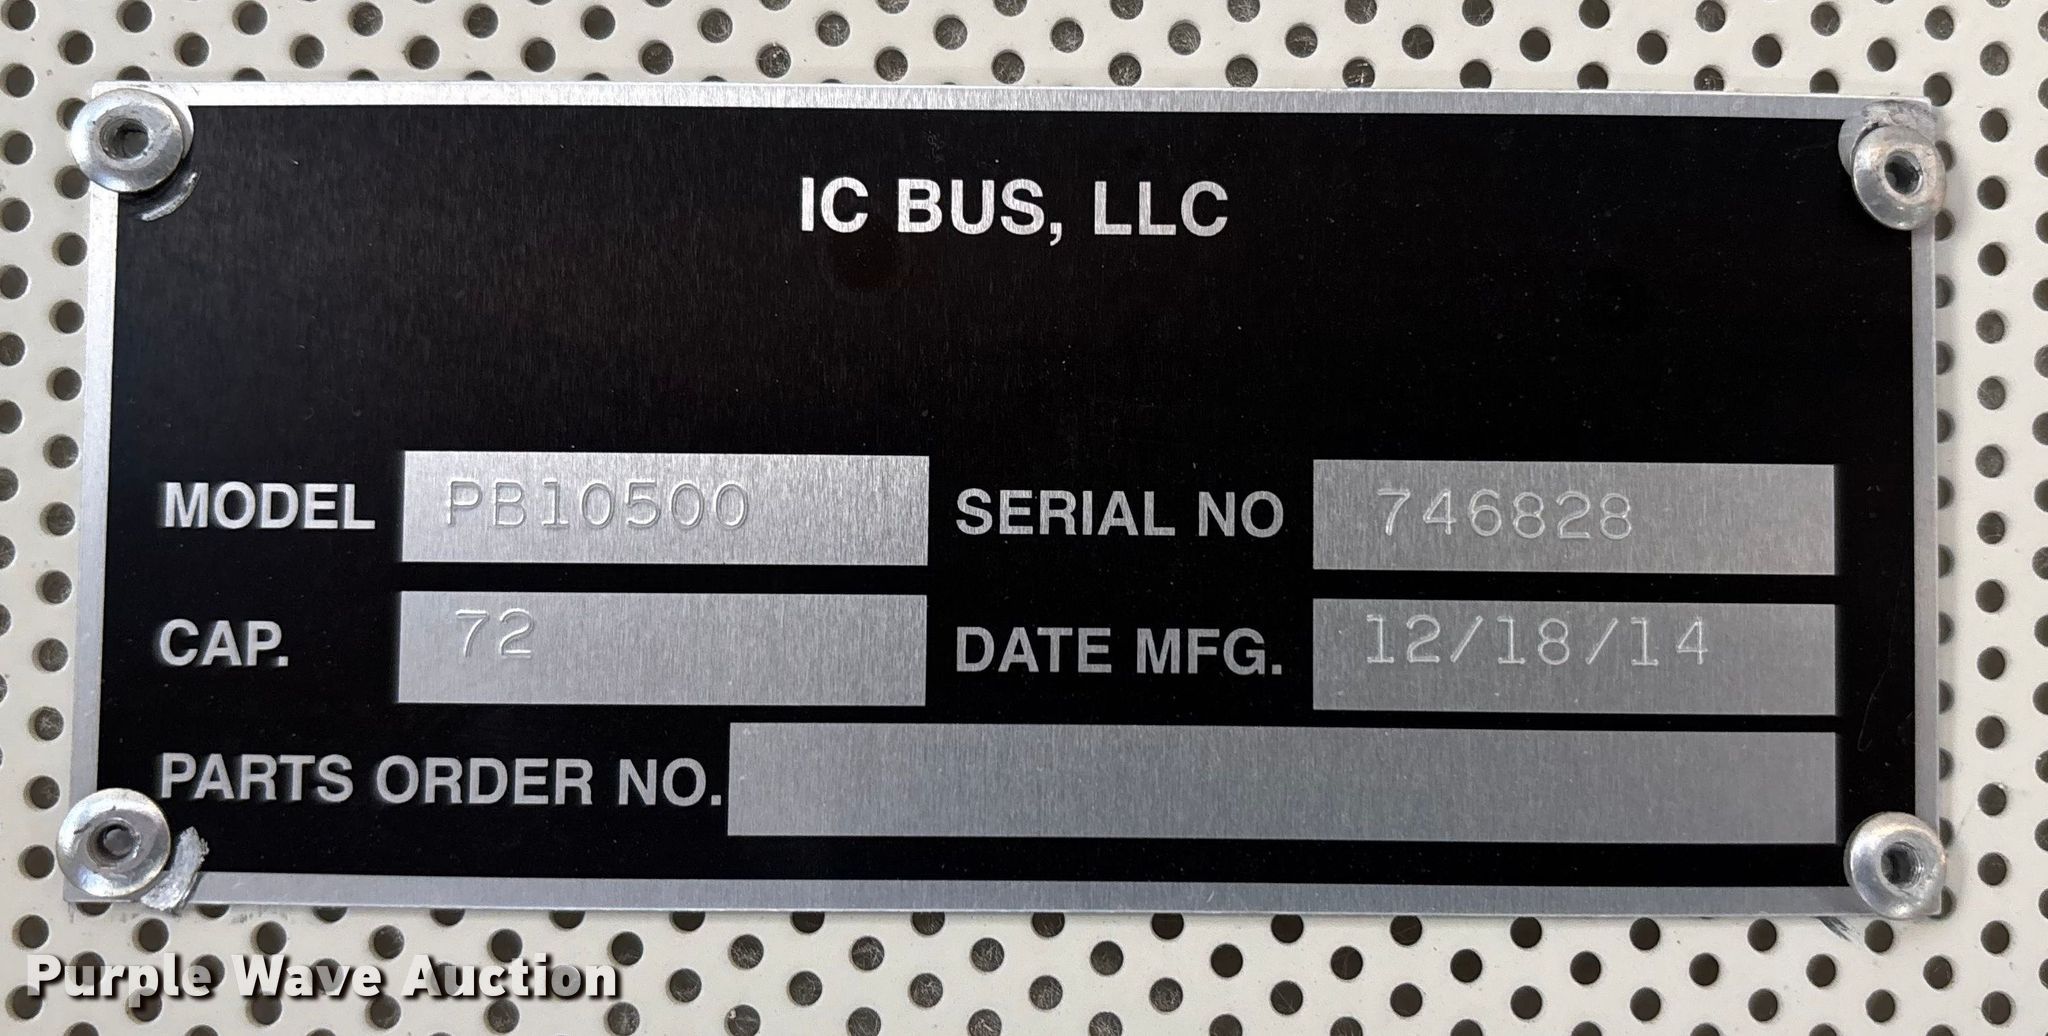 IC BUS, LLC
MODEL PB10500 SERIAL NO 746828
CAP. 72 DATE MFG. 12/18/14
PARTS ORDER NO.
Purple Wave Auction